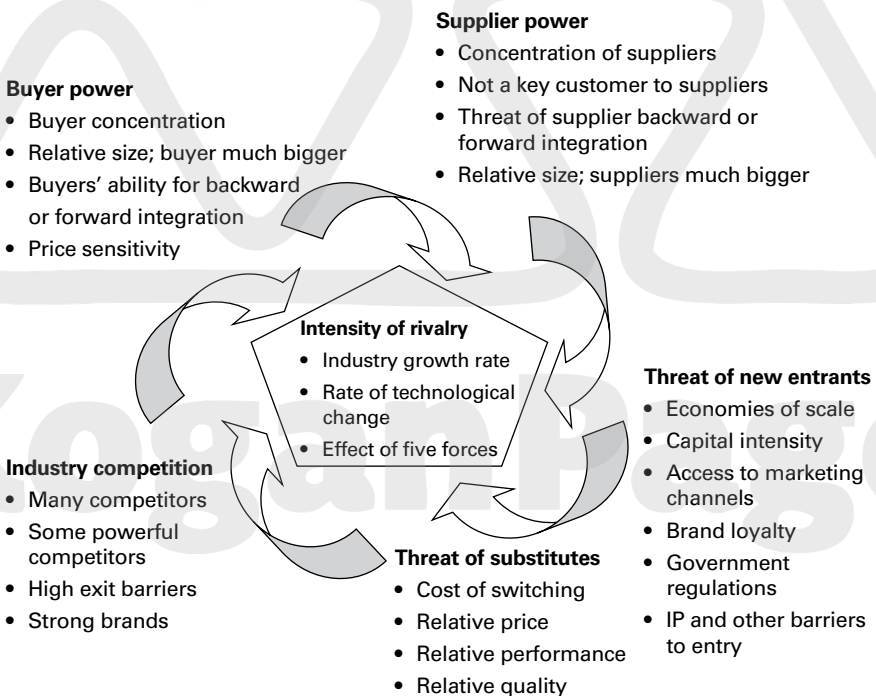 Supplier power
• Concentration of suppliers
• Not a key customer to suppliers
• Threat of supplier backward or
forward integration
• Relative size; suppliers much bigger
Buyer power
• Buyer concentration
• Relative size; buyer much bigger
• Buyers’ ability for backward
or forward integration
• Price sensitivity
Intensity of rivalry
• Industry growth rate
• Rate of technological
change
• Effect of five forces
Threat of new entrants
• Economies of scale
• Capital intensity
• Access to marketing
channels
• Brand loyalty
• Government
regulations
• IP and other barriers
to entry
Industry competition
• Many competitors
• Some powerful
competitors
• High exit barriers
• Strong brands
Threat of substitutes
• Cost of switching
• Relative price
• Relative performance
• Relative quality
KoganPage